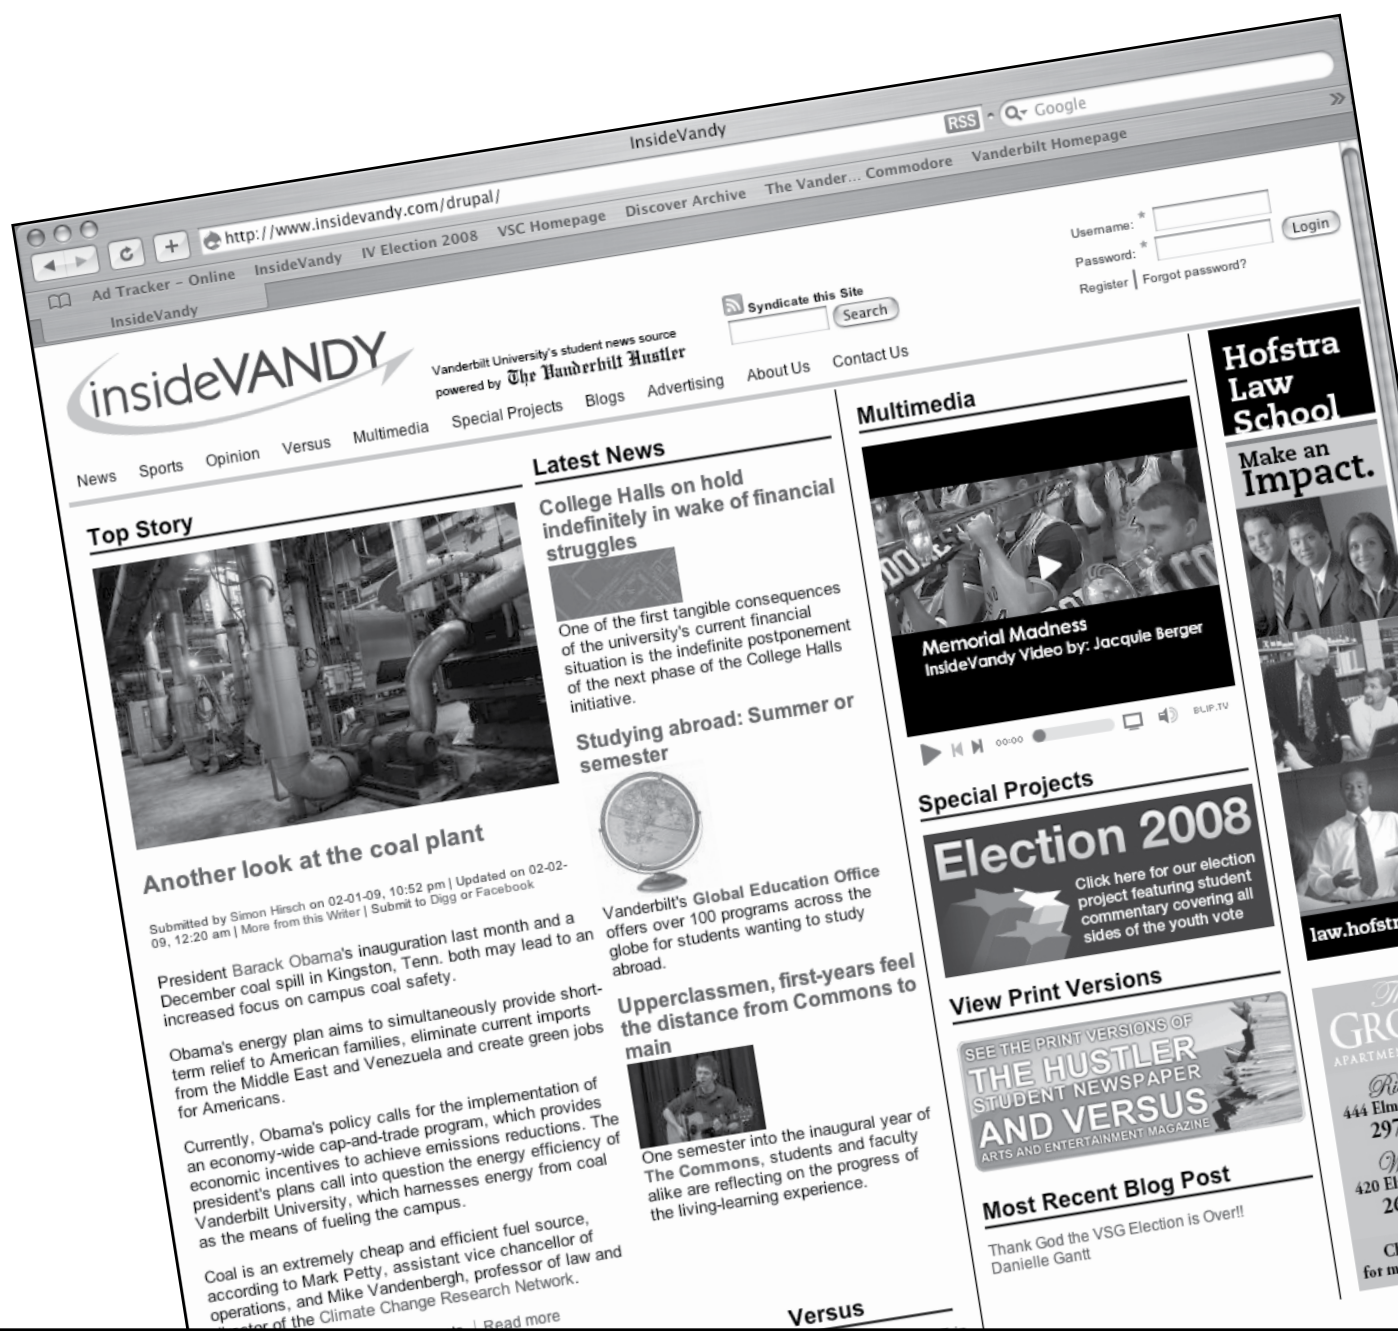 InsideVandy
http://www.insidevandy.com/drupal/
RSS
Google
Ad Tracker – Online
InsideVandy
IV Election 2008
VSC Homepage
Discover Archive
The Vander... Commodore
Vanderbilt Homepage
InsideVandy
insideVANDY
Vanderbilt University's student news source
powered by The Vanderbilt Hustler
Syndicate this Site
Search
Username: *
Password: *
Login
Register | Forgot password?
News
Sports
Opinion
Versus
Multimedia
Special Projects
Blogs
Advertising
About Us
Contact Us
Top Story
Another look at the coal plant
Submitted by Simon Hirsch on 02-01-09, 10:52 pm | Updated on 02-02-
09, 12:20 am | More from this Writer | Submit to Digg or Facebook
President Barack Obama's inauguration last month and a
December coal spill in Kingston, Tenn. both may lead to an
increased focus on campus coal safety.
Obama's energy plan aims to simultaneously provide short-
term relief to American families, eliminate current imports
from the Middle East and Venezuela and create green jobs
for Americans.
Currently, Obama's policy calls for the implementation of
an economy-wide cap-and-trade program, which provides
economic incentives to achieve emissions reductions. The
president's plans call into question the energy efficiency of
Vanderbilt University, which harnesses energy from coal
as the means of fueling the campus.
Coal is an extremely cheap and efficient fuel source,
according to Mark Petty, assistant vice chancellor of
operations, and Mike Vandenbergh, professor of law and
of the Climate Change Research Network.
| Read more
Latest News
College Halls on hold
indefinitely in wake of financial
struggles
One of the first tangible consequences
of the university's current financial
situation is the indefinite postponement
of the next phase of the College Halls
initiative.
Studying abroad: Summer or
semester
Vanderbilt's Global Education Office
offers over 100 programs across the
globe for students wanting to study
abroad.
Upperclassmen, first-years feel
the distance from Commons to
main
One semester into the inaugural year of
The Commons, students and faculty
alike are reflecting on the progress of
the living-learning experience.
Versus
Multimedia
Memorial Madness
InsideVandy Video by: Jacquie Berger
00:00
BLIP.TV
Special Projects
Election 2008
Click here for our election
project featuring student
commentary covering all
sides of the youth vote
View Print Versions
SEE THE PRINT VERSIONS OF
THE HUSTLER
STUDENT NEWSPAPER
AND VERSUS
ARTS AND ENTERTAINMENT MAGAZINE
Most Recent Blog Post
Thank God the VSG Election is Over!!
Danielle Gantt
Hofstra
Law
School
Make an
Impact.
law.hofstr
GRO
APARTMEN
444 Elm
297
420 El
for m